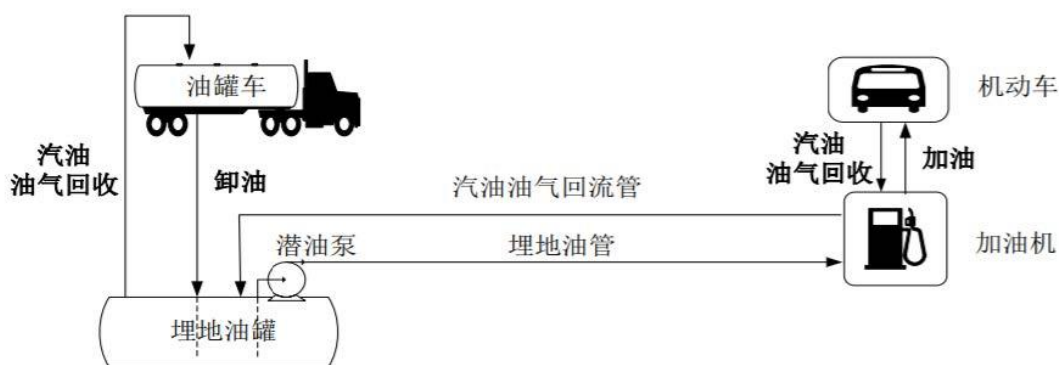 油罐车
机动车
汽油
油气回收
卸油
汽油
油气回收
加油
汽油油气回流管
潜油泵
埋地油管
加油机
埋地油罐